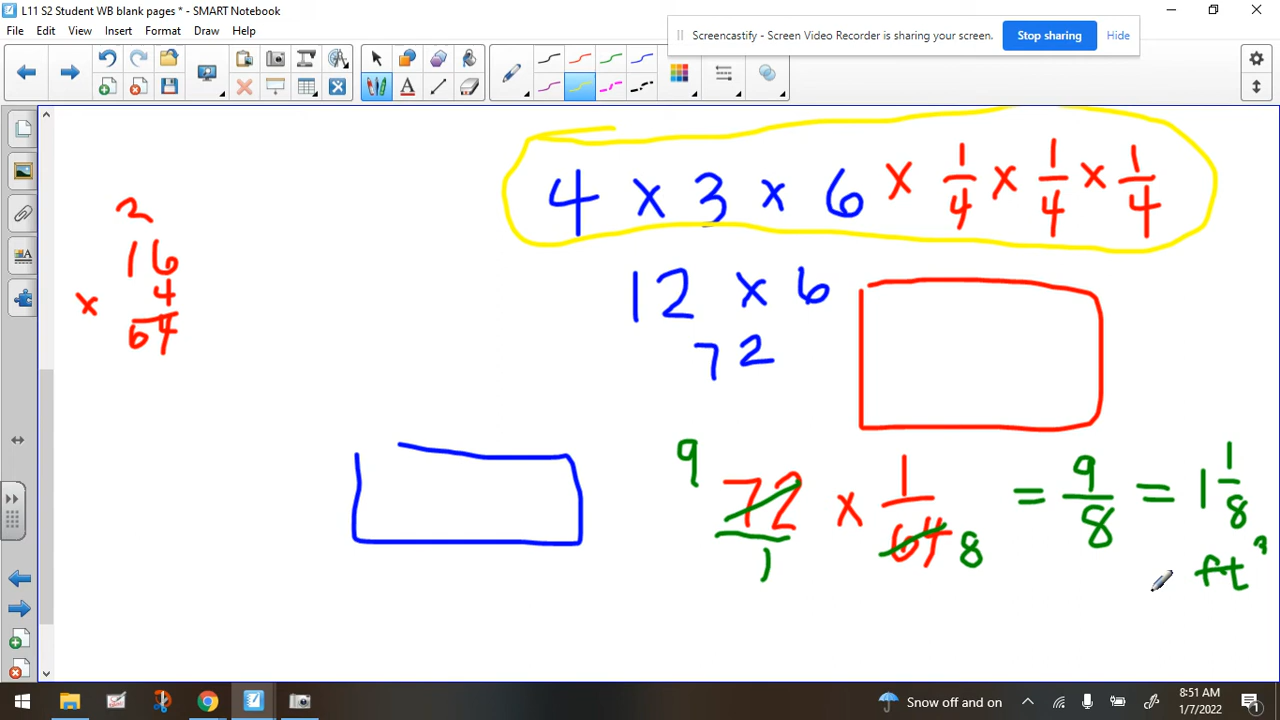 L11 S2 Student WB blank pages * - SMART Notebook
Screencastify - Screen Video Recorder is sharing your screen.
Stop sharing
Hide
File Edit View Insert Format Draw Help
4 x 3 x 6 x 1/4 x 1/4 x 1/4
2
16
x 4
64
12 x 6
72
9
72/1 x 1/64 8 = 9/8 = 1 1/8
ft³
Snow off and on
8:51 AM
1/7/2022